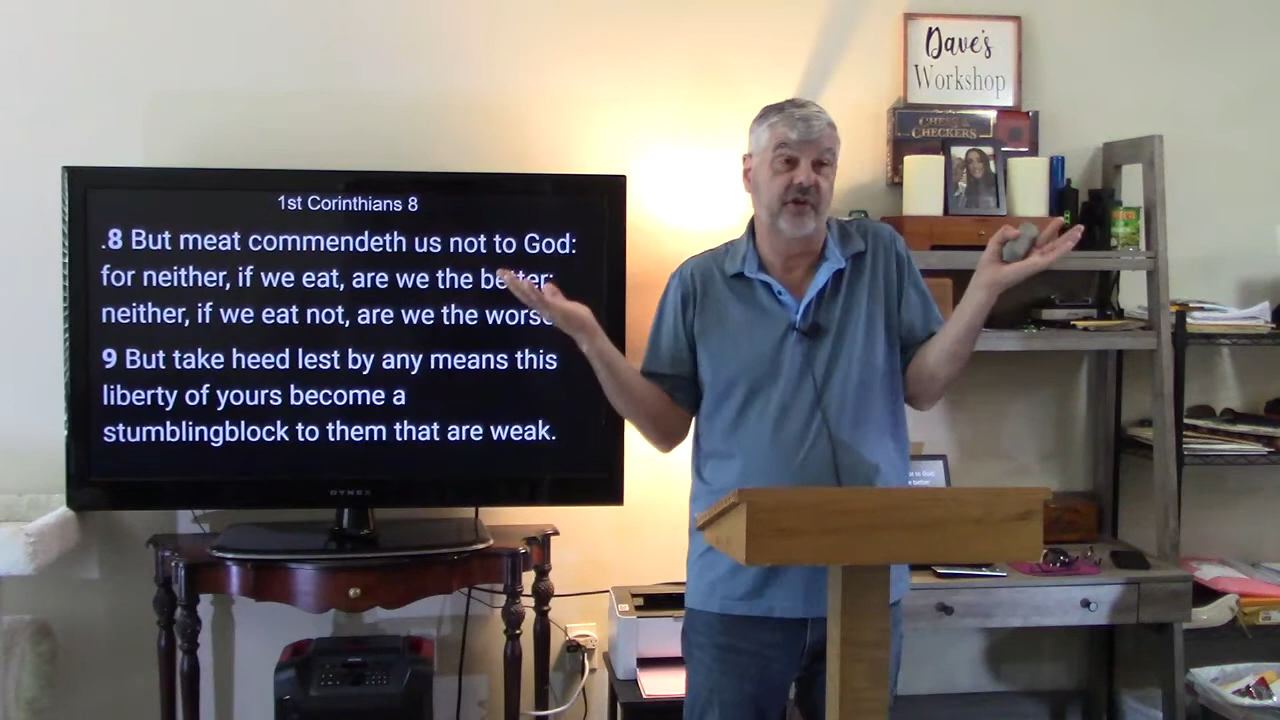 Dave's
Workshop
CHESS &
CHECKERS
1st Corinthians 8
.8 But meat commendeth us not to God:
for neither, if we eat, are we the better;
neither, if we eat not, are we the worse.
9 But take heed lest by any means this
liberty of yours become a
stumblingblock to them that are weak.
DYNEX